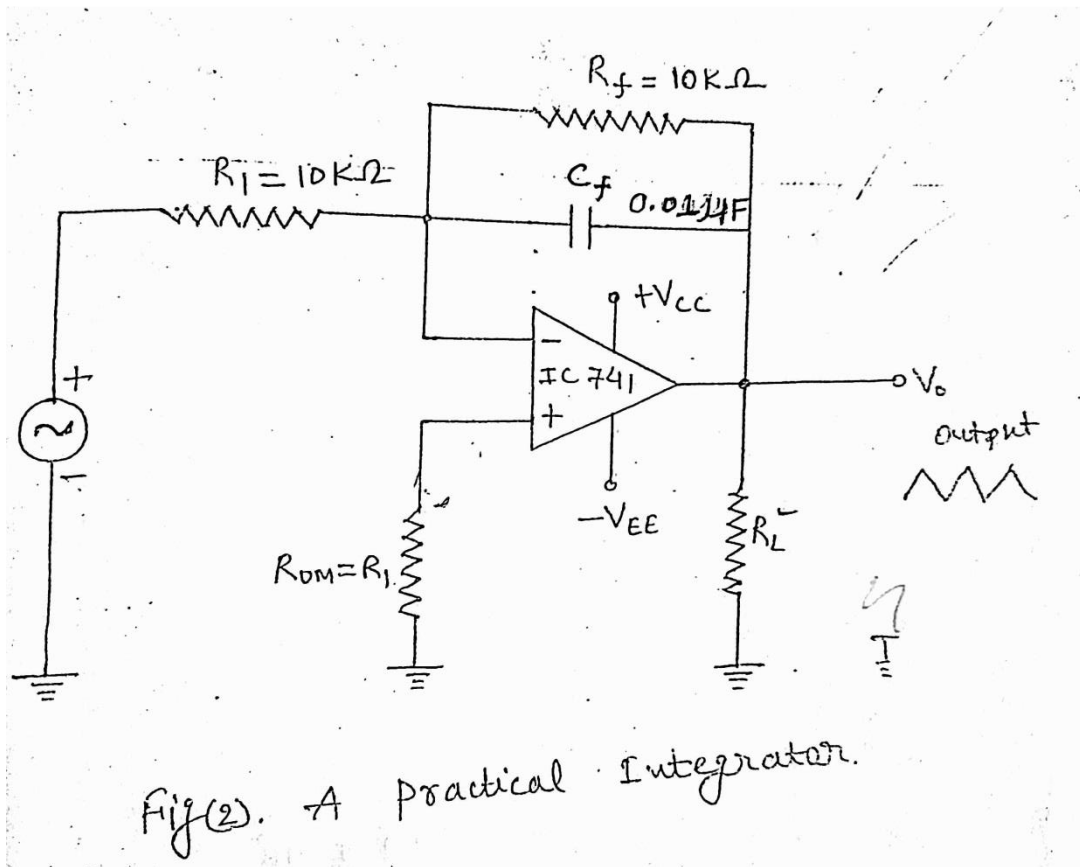 Rf = 10KΩ
R1 = 10KΩ
Cf
0.01µF
+VCC
-
IC 741
+
Vo
+
-
output
-VEE
RL
ROM = R1
Fig(2). A Practical Integrator.